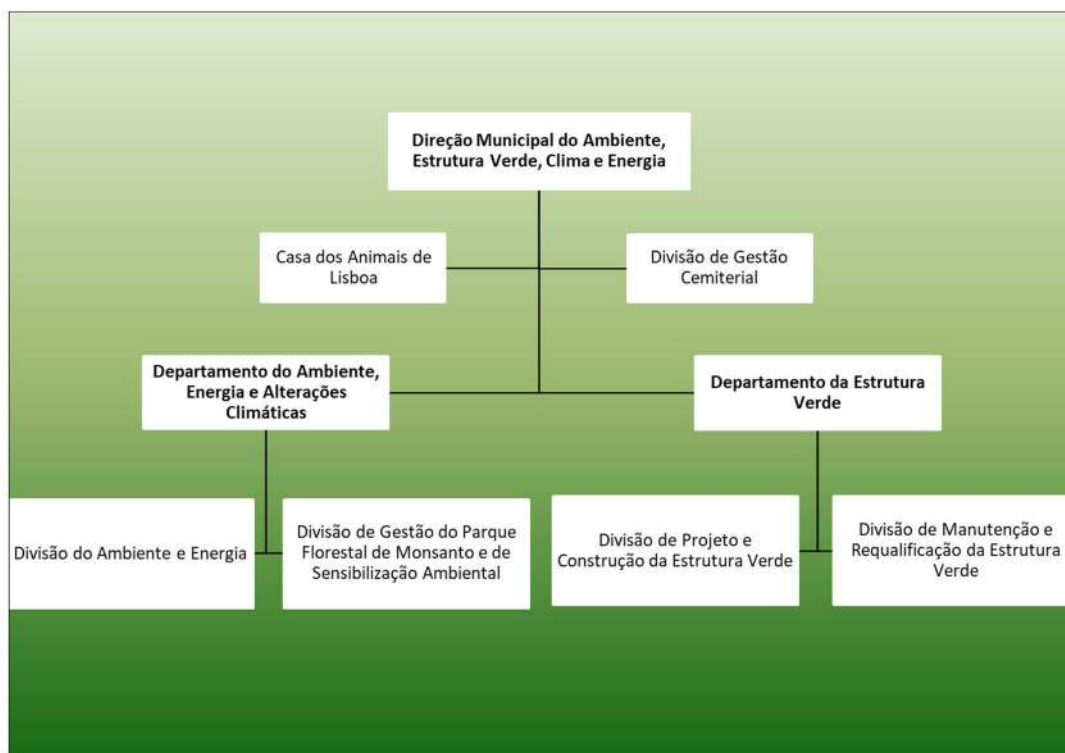 Direção Municipal do Ambiente,
Estrutura Verde, Clima e Energia
Casa dos Animais de
Lisboa
Divisão de Gestão
Cemiterial
Departamento do Ambiente,
Energia e Alterações
Climáticas
Departamento da Estrutura
Verde
Divisão do Ambiente e Energia
Divisão de Gestão do Parque
Florestal de Monsanto e de
Sensibilização Ambiental
Divisão de Projeto e
Construção da Estrutura Verde
Divisão de Manutenção e
Requalificação da Estrutura
Verde